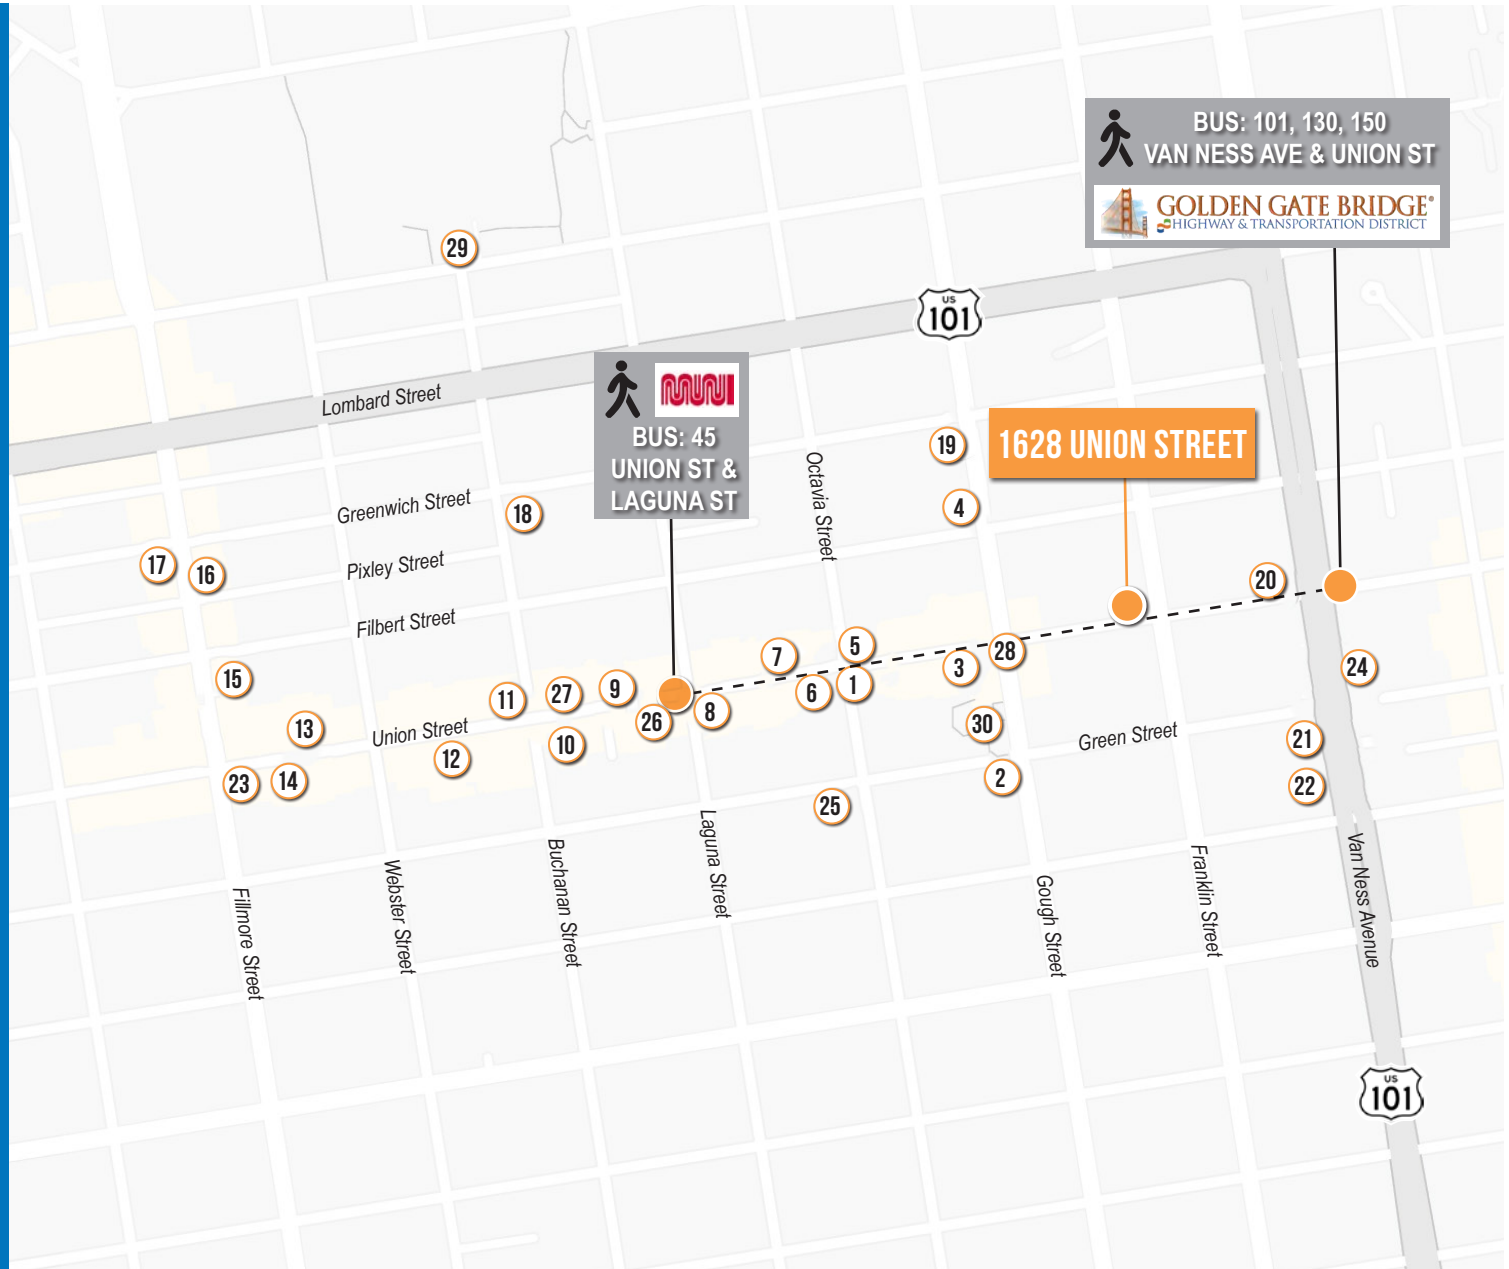 BUS: 101, 130, 150
VAN NESS AVE & UNION ST
GOLDEN GATE BRIDGE®
HIGHWAY & TRANSPORTATION DISTRICT
29
US
101
MUNI
BUS: 45
UNION ST &
LAGUNA ST
Lombard Street
1628 UNION STREET
19
4
Octavia Street
Greenwich Street
18
17
16
Pixley Street
20
Filbert Street
15
7
5
3
28
24
11
27
9
6
1
26
8
13
Union Street
12
10
30
Green Street
21
23
14
2
22
25
Fillmore Street
Webster Street
Buchanan Street
Laguna Street
Gough Street
Franklin Street
Van Ness Avenue
US
101